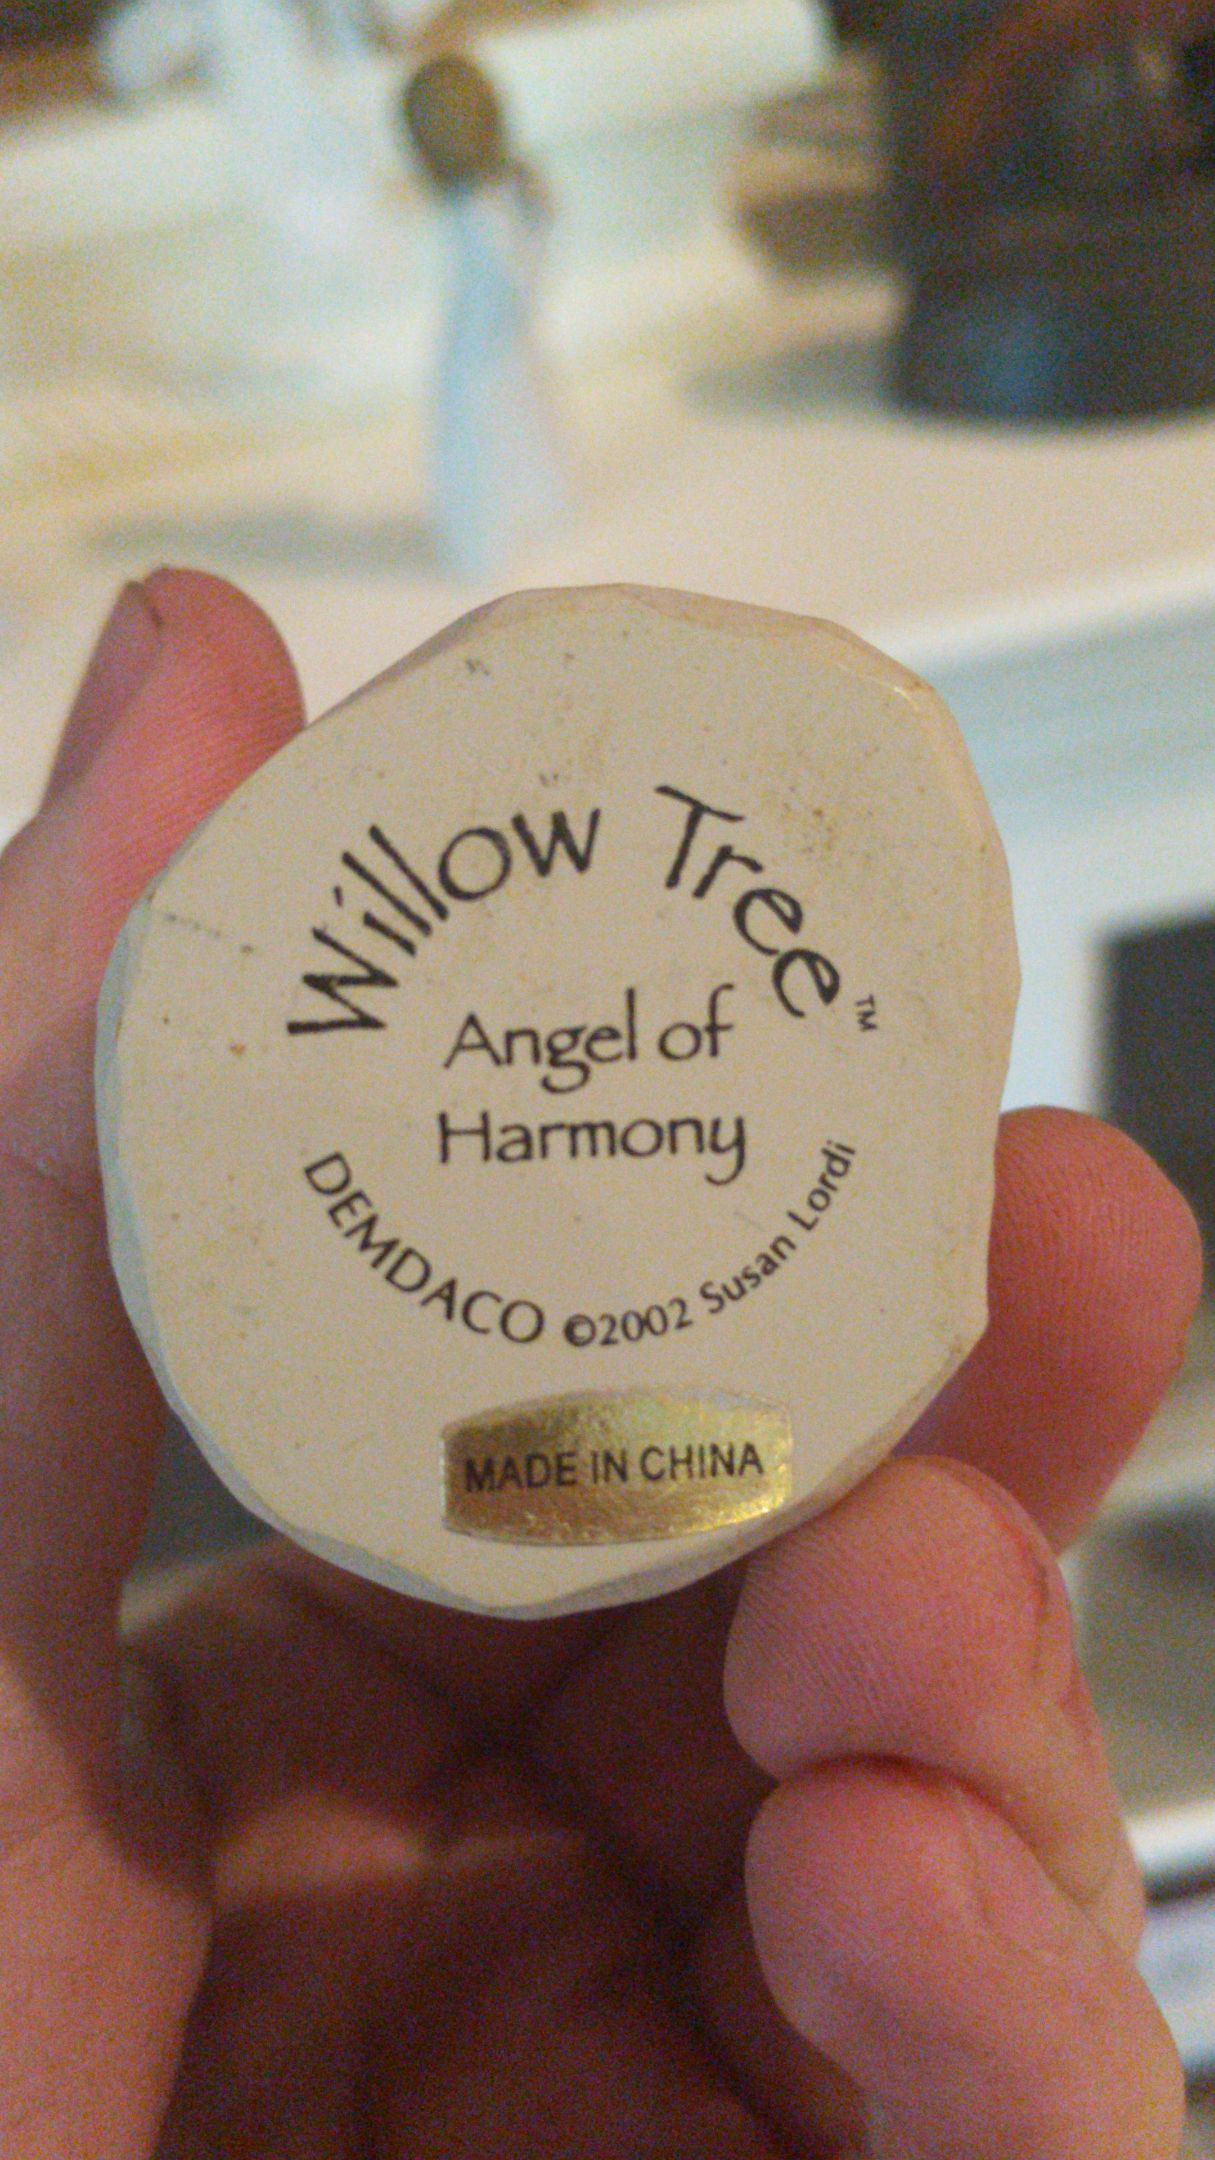 Willow Tree™
Angel of
Harmony
DEMDACO ©2002 Susan Lordi
MADE IN CHINA